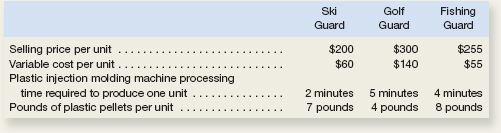 Ski Golf Fishing
Guard Guard Guard
Selling price per unit ........................... $200 $300 $255
Variable cost per unit ........................... $60 $140 $55
Plastic injection molding machine processing
time required to produce one unit ............... 2 minutes 5 minutes 4 minutes
Pounds of plastic pellets per unit ................. 7 pounds 4 pounds 8 pounds